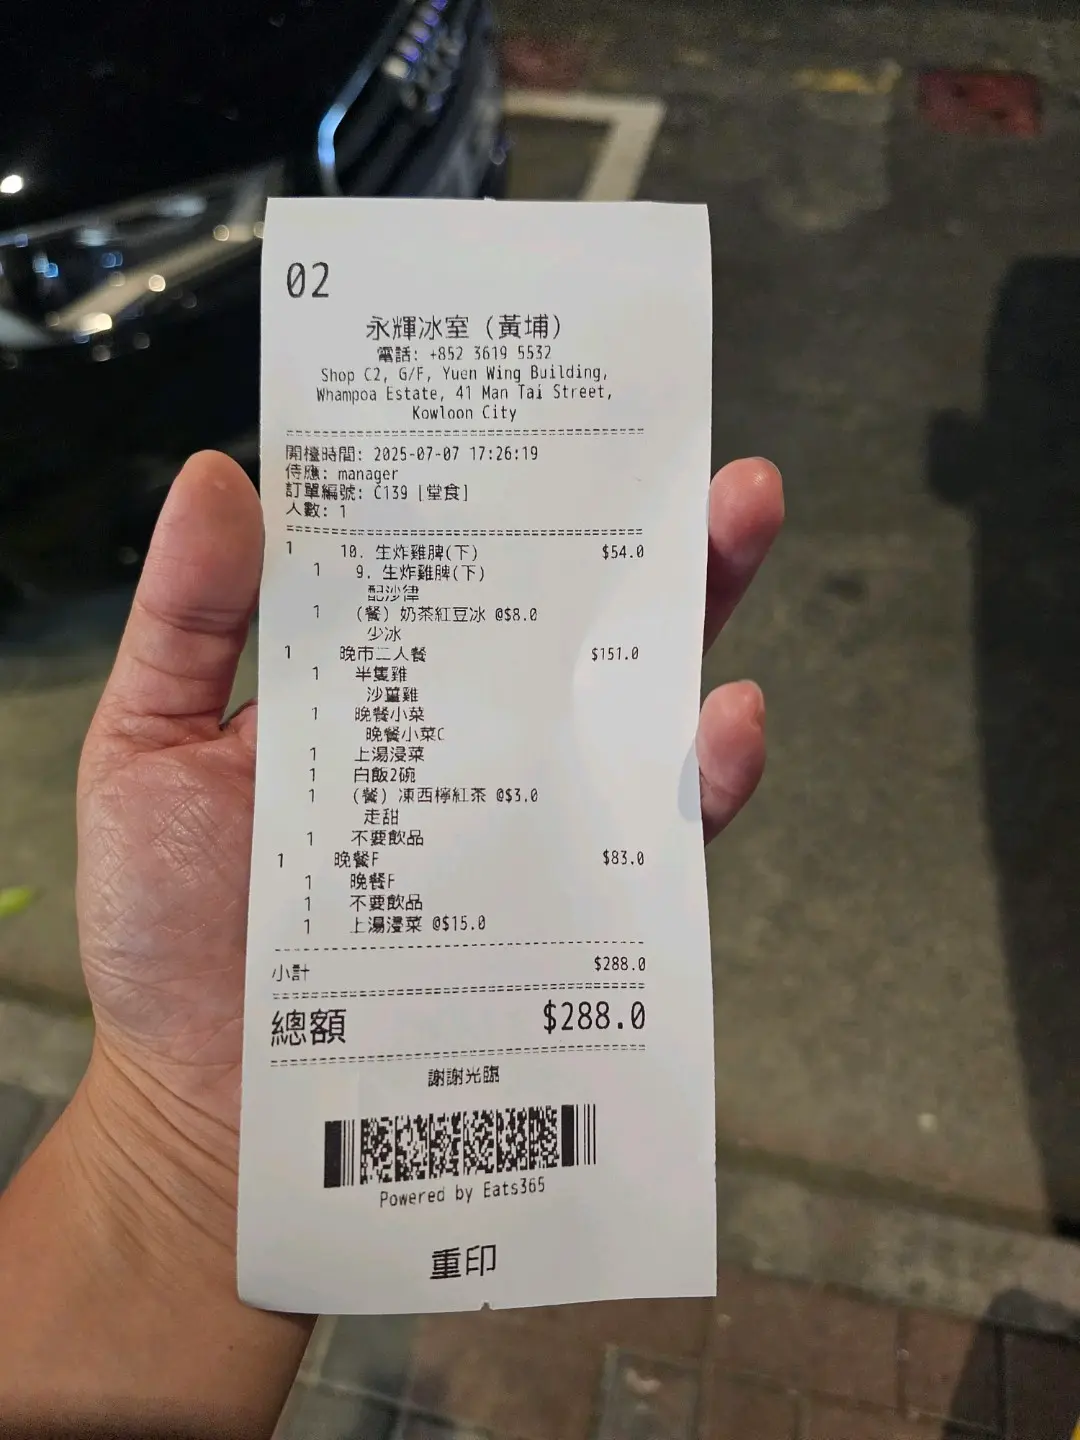 02
永輝冰室 (黃埔)
電話: +852 3619 5532
Shop C2, G/F, Yuen Wing Building,
Whampoa Estate, 41 Man Tai Street,
Kowloon City
開檯時間: 2025-07-07 17:26:19
侍應: manager
訂單編號: C139 [堂食]
人數: 1
1 10. 生炸雞脾(下) $54.0
1 9. 生炸雞脾(下)
配沙律
1 (餐) 奶茶紅豆冰 @$8.0
少冰
1 晚市二人餐 $151.0
1 半隻雞
沙薑雞
1 晚餐小菜
晚餐小菜C
1 上湯浸菜
1 白飯2碗
1 (餐) 凍西檸紅茶 @$3.0
走甜
1 不要飲品
1 晚餐F $83.0
1 晚餐F
1 不要飲品
1 上湯浸菜 @$15.0
小計 $288.0
總額 $288.0
謝謝光臨
Powered by Eats365
重印